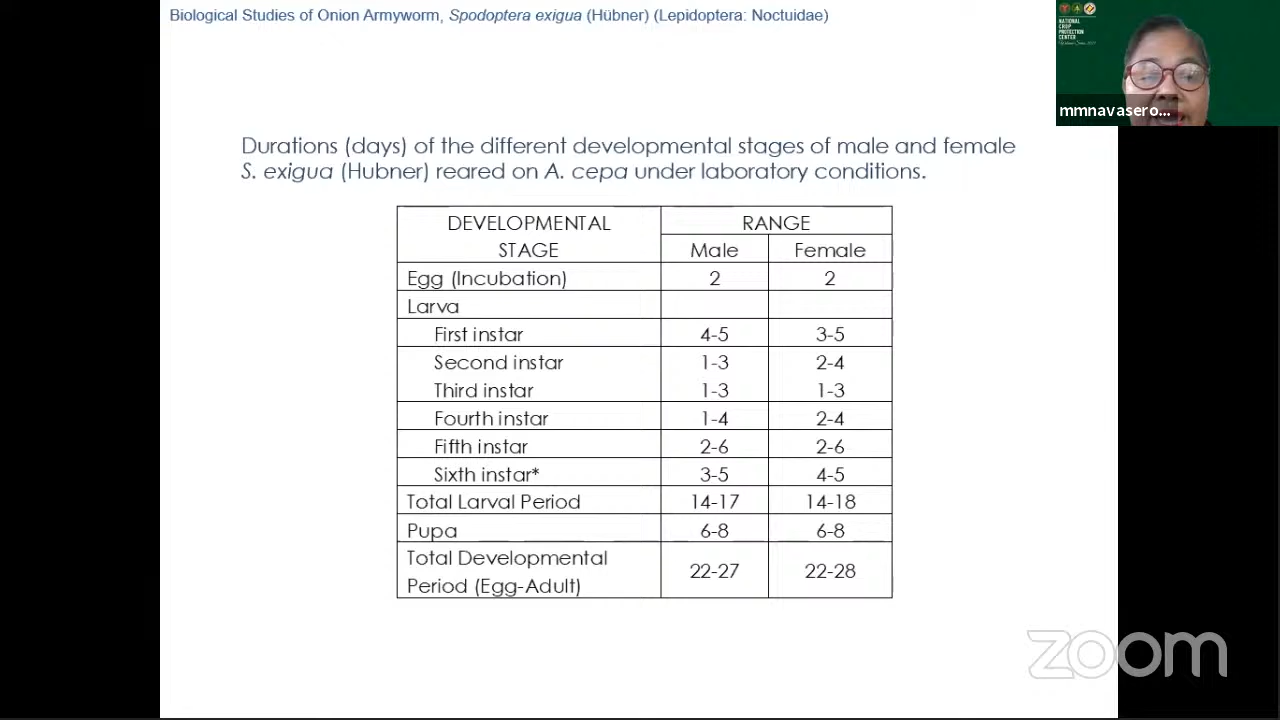 Biological Studies of Onion Armyworm, Spodoptera exigua (Hübner) (Lepidoptera: Noctuidae)
NATIONAL
CROP
PROTECTION
CENTER
mmnavasero...
Durations (days) of the different developmental stages of male and female
S. exigua (Hubner) reared on A. cepa under laboratory conditions.
DEVELOPMENTAL STAGE RANGE
Male Female
Egg (Incubation) 2 2
Larva
First instar 4-5 3-5
Second instar 1-3 2-4
Third instar 1-3 1-3
Fourth instar 1-4 2-4
Fifth instar 2-6 2-6
Sixth instar* 3-5 4-5
Total Larval Period 14-17 14-18
Pupa 6-8 6-8
Total Developmental
Period (Egg-Adult) 22-27 22-28
zoom